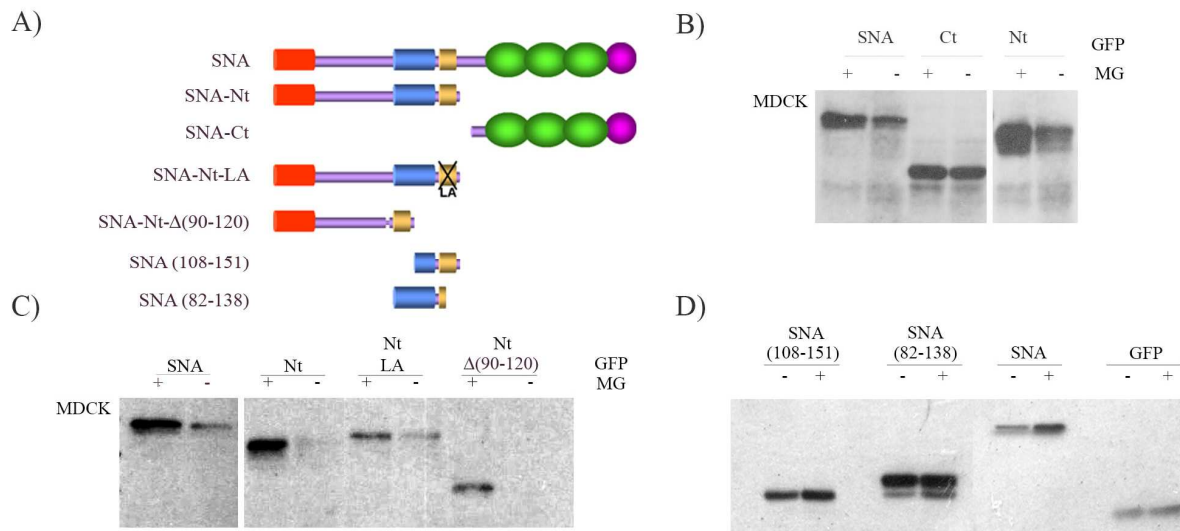 A)
SNA
SNA-Nt
SNA-Ct
SNA-Nt-LA
LA
SNA-Nt-Δ(90-120)
SNA (108-151)
SNA (82-138)
B)
SNA Ct Nt GFP
+ - + - + - MG
MDCK
C)
SNA Nt Nt LA Nt Δ(90-120) GFP
+ - + - + - + - MG
MDCK
D)
SNA (108-151) SNA (82-138) SNA GFP
- + - + - + - +